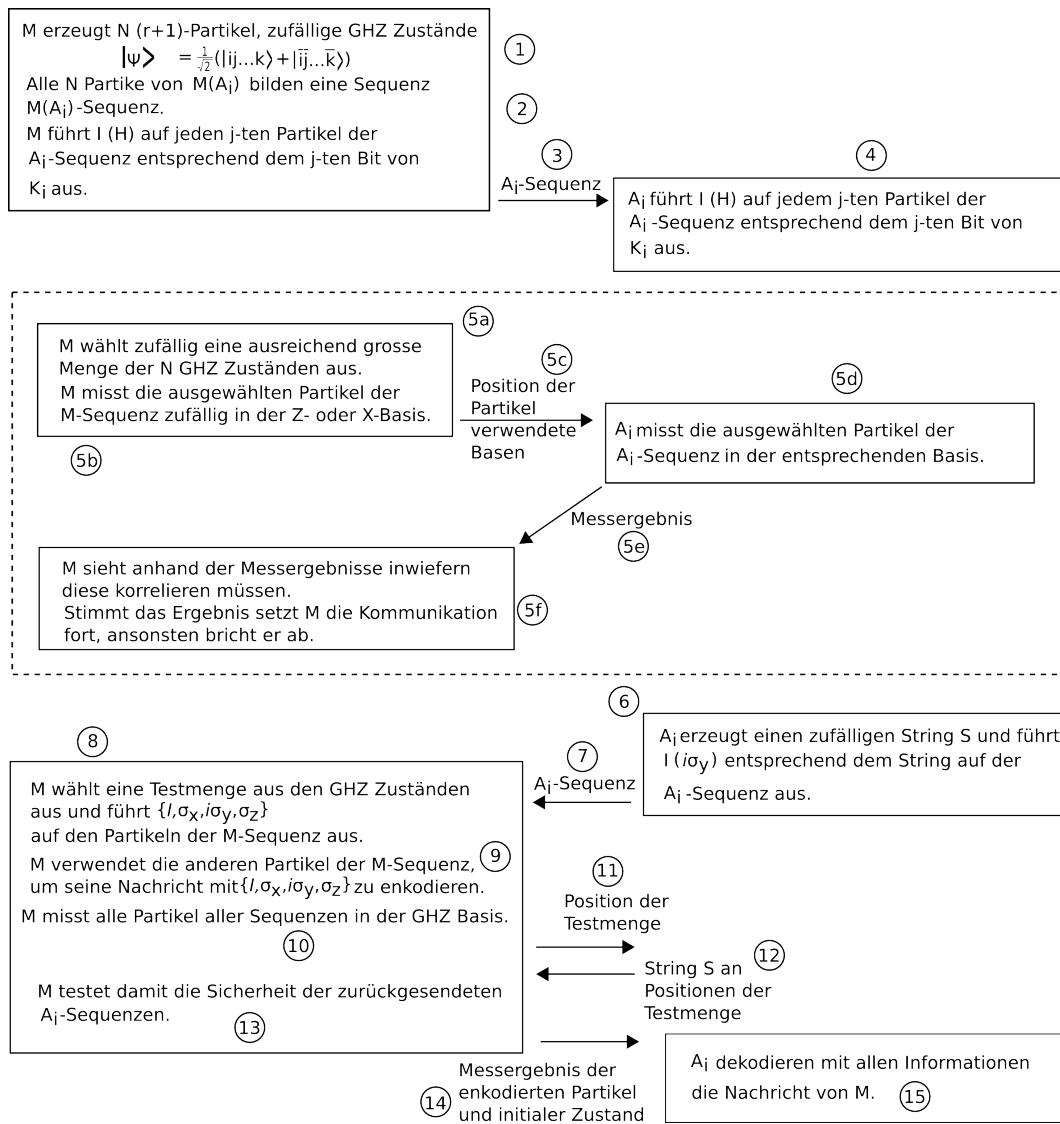 M erzeugt N (r+1)-Partikel, zufällige GHZ Zustände
|ψ⟩ = 1/√2 (|ij...k⟩+|i̅j̅...k̅⟩)
Alle N Partike von M(Aᵢ) bilden eine Sequenz
M(Aᵢ)-Sequenz.
M führt I (H) auf jeden j-ten Partikel der
Aᵢ-Sequenz entsprechend dem j-ten Bit von
Kᵢ aus.
1
2
3
Aᵢ-Sequenz
4
Aᵢ führt I (H) auf jedem j-ten Partikel der
Aᵢ -Sequenz entsprechend dem j-ten Bit von
Kᵢ aus.
5a
M wählt zufällig eine ausreichend grosse
Menge der N GHZ Zuständen aus.
M misst die ausgewählten Partikel der
M-Sequenz zufällig in der Z- oder X-Basis.
5b
5c
Position der
Partikel
verwendete
Basen
5d
Aᵢ misst die ausgewählten Partikel der
Aᵢ -Sequenz in der entsprechenden Basis.
Messergebnis
5e
M sieht anhand der Messergebnisse inwiefern
diese korrelieren müssen.
Stimmt das Ergebnis setzt M die Kommunikation
fort, ansonsten bricht er ab.
5f
6
Aᵢ erzeugt einen zufälligen String S und führt
I (iσy) entsprechend dem String auf der
Aᵢ -Sequenz aus.
7
Aᵢ-Sequenz
8
M wählt eine Testmenge aus den GHZ Zuständen
aus und führt {I,σx,iσy,σz}
auf den Partikeln der M-Sequenz aus.
M verwendet die anderen Partikel der M-Sequenz,
um seine Nachricht mit{I,σx,iσy,σz} zu enkodieren.
9
M misst alle Partikel aller Sequenzen in der GHZ Basis.
10
11
Position der
Testmenge
12
String S an
Positionen der
Testmenge
M testet damit die Sicherheit der zurückgesendeten
Aᵢ-Sequenzen.
13
Messergebnis der
enkodierten Partikel
und initialer Zustand
14
Aᵢ dekodieren mit allen Informationen
die Nachricht von M.
15